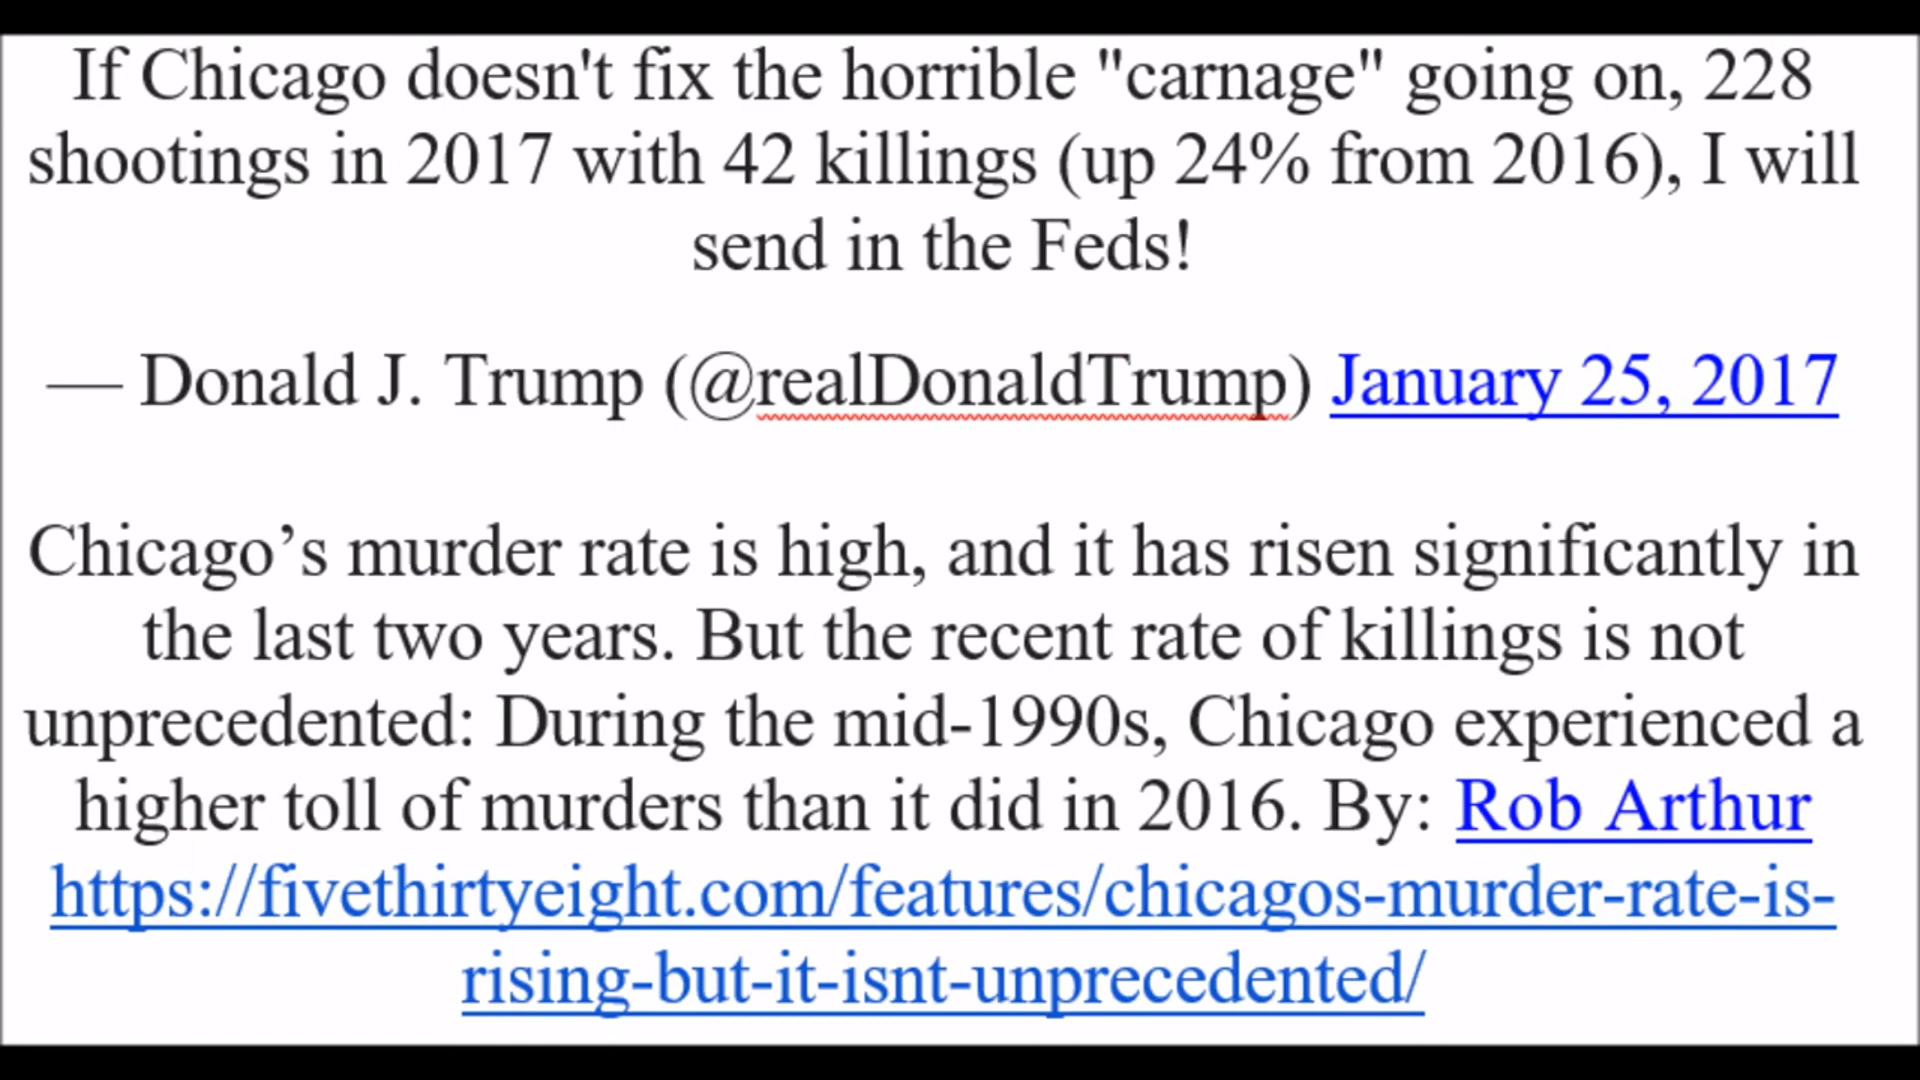 If Chicago doesn't fix the horrible "carnage" going on, 228
shootings in 2017 with 42 killings (up 24% from 2016), I will
send in the Feds!
— Donald J. Trump (@realDonaldTrump) January 25, 2017
Chicago’s murder rate is high, and it has risen significantly in
the last two years. But the recent rate of killings is not
unprecedented: During the mid-1990s, Chicago experienced a
higher toll of murders than it did in 2016. By: Rob Arthur
https://fivethirtyeight.com/features/chicagos-murder-rate-is-
rising-but-it-isnt-unprecedented/